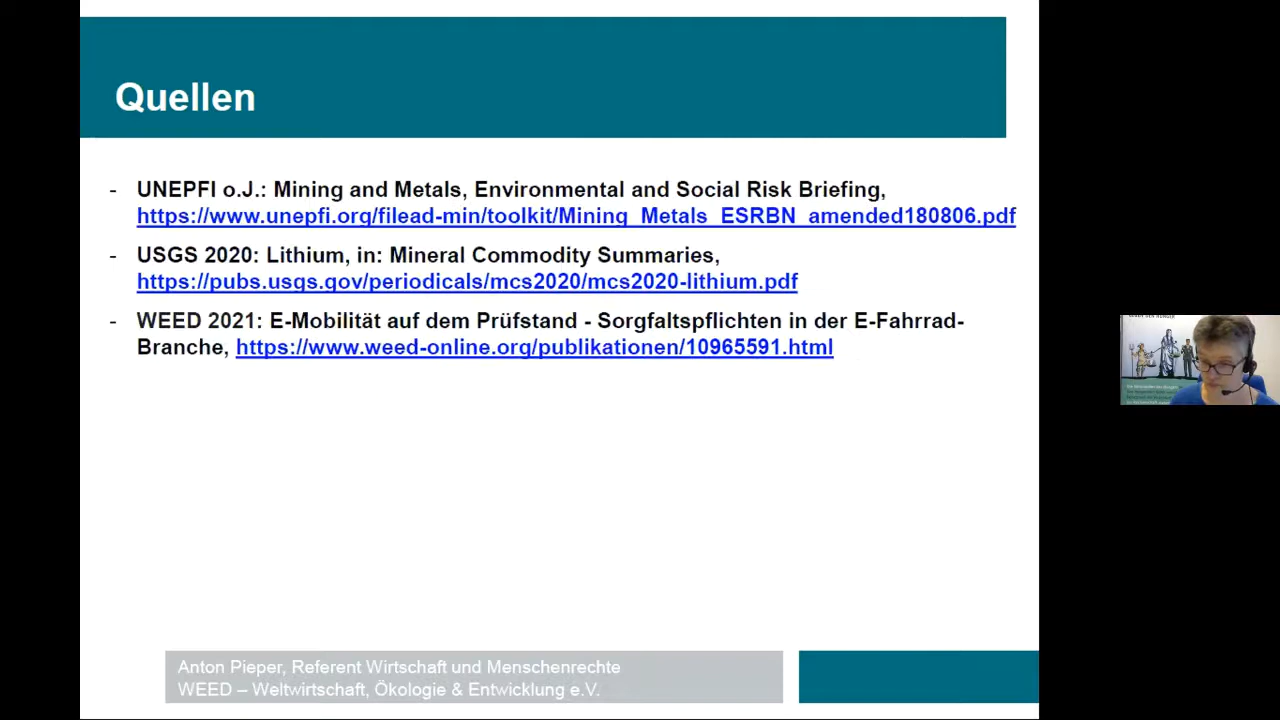 Quellen
- UNEPFI o.J.: Mining and Metals, Environmental and Social Risk Briefing,
https://www.unepfi.org/filead-min/toolkit/Mining_Metals_ESRBN_amended180806.pdf
- USGS 2020: Lithium, in: Mineral Commodity Summaries,
https://pubs.usgs.gov/periodicals/mcs2020/mcs2020-lithium.pdf
- WEED 2021: E-Mobilität auf dem Prüfstand - Sorgfaltspflichten in der E-Fahrrad-
Branche, https://www.weed-online.org/publikationen/10965591.html
Anton Pieper, Referent Wirtschaft und Menschenrechte
WEED – Weltwirtschaft, Ökologie & Entwicklung e.V.